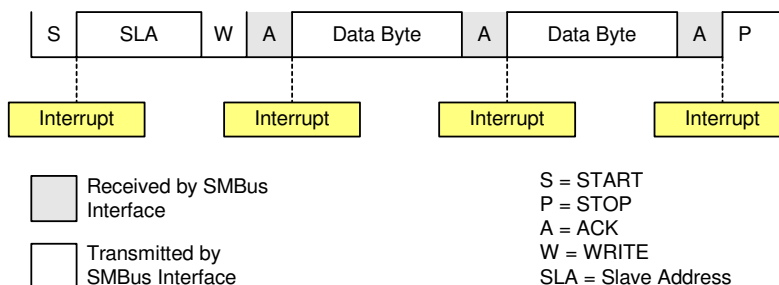 S SLA W A Data Byte A Data Byte A P
Interrupt Interrupt Interrupt Interrupt
Received by SMBus
Interface
Transmitted by
SMBus Interface
S = START
P = STOP
A = ACK
W = WRITE
SLA = Slave Address